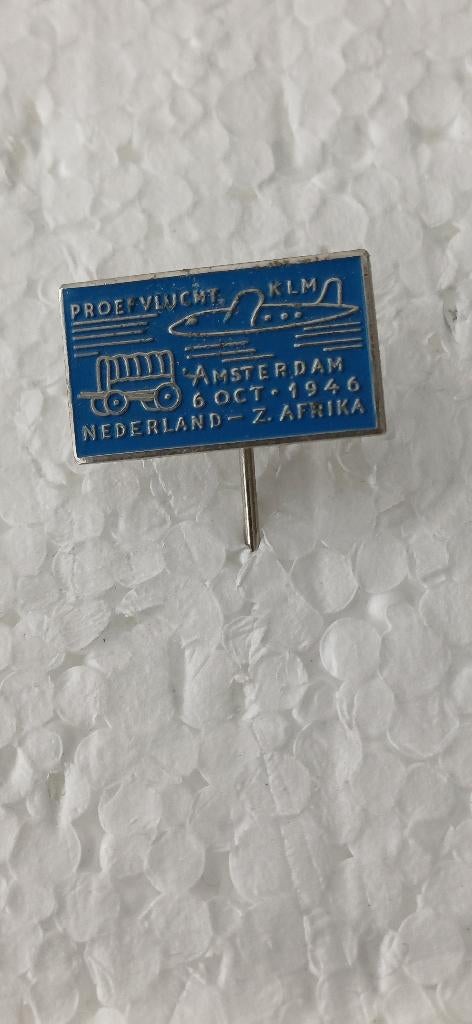 PROEFVLUCHT KLM
AMSTERDAM
6 OCT · 1946
NEDERLAND - Z. AFRIKA